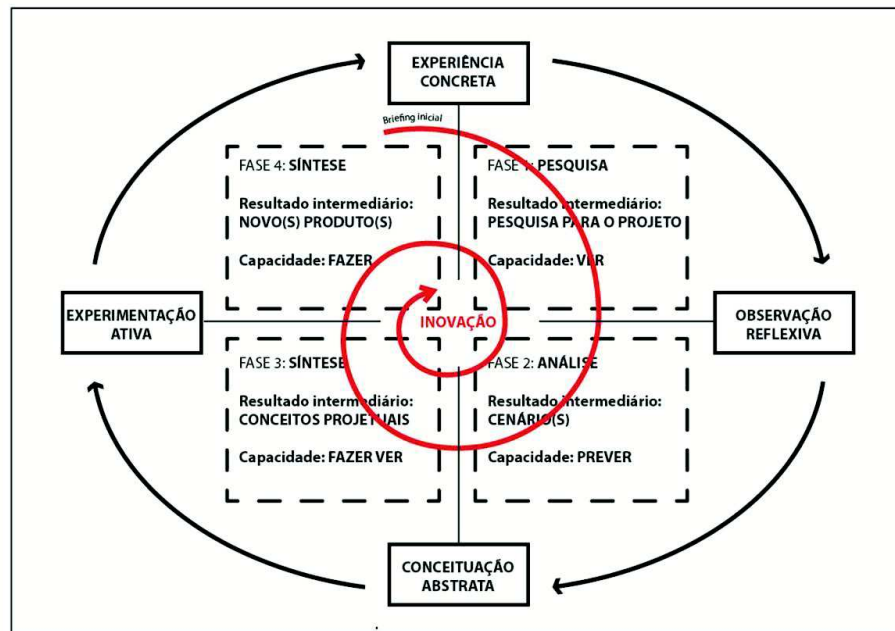 EXPERIÊNCIA
CONCRETA
Briefing inicial
FASE 4: SÍNTESE
Resultado intermediário:
NOVO(S) PRODUTO(S)
Capacidade: FAZER
FASE 1: PESQUISA
Resultado intermediário:
PESQUISA PARA O PROJETO
Capacidade: VER
EXPERIMENTAÇÃO
ATIVA
INOVAÇÃO
OBSERVAÇÃO
REFLEXIVA
FASE 3: SÍNTESE
Resultado intermediário:
CONCEITOS PROJETUAIS
Capacidade: FAZER VER
FASE 2: ANÁLISE
Resultado intermediário:
CENÁRIO(S)
Capacidade: PREVER
CONCEITUAÇÃO
ABSTRATA